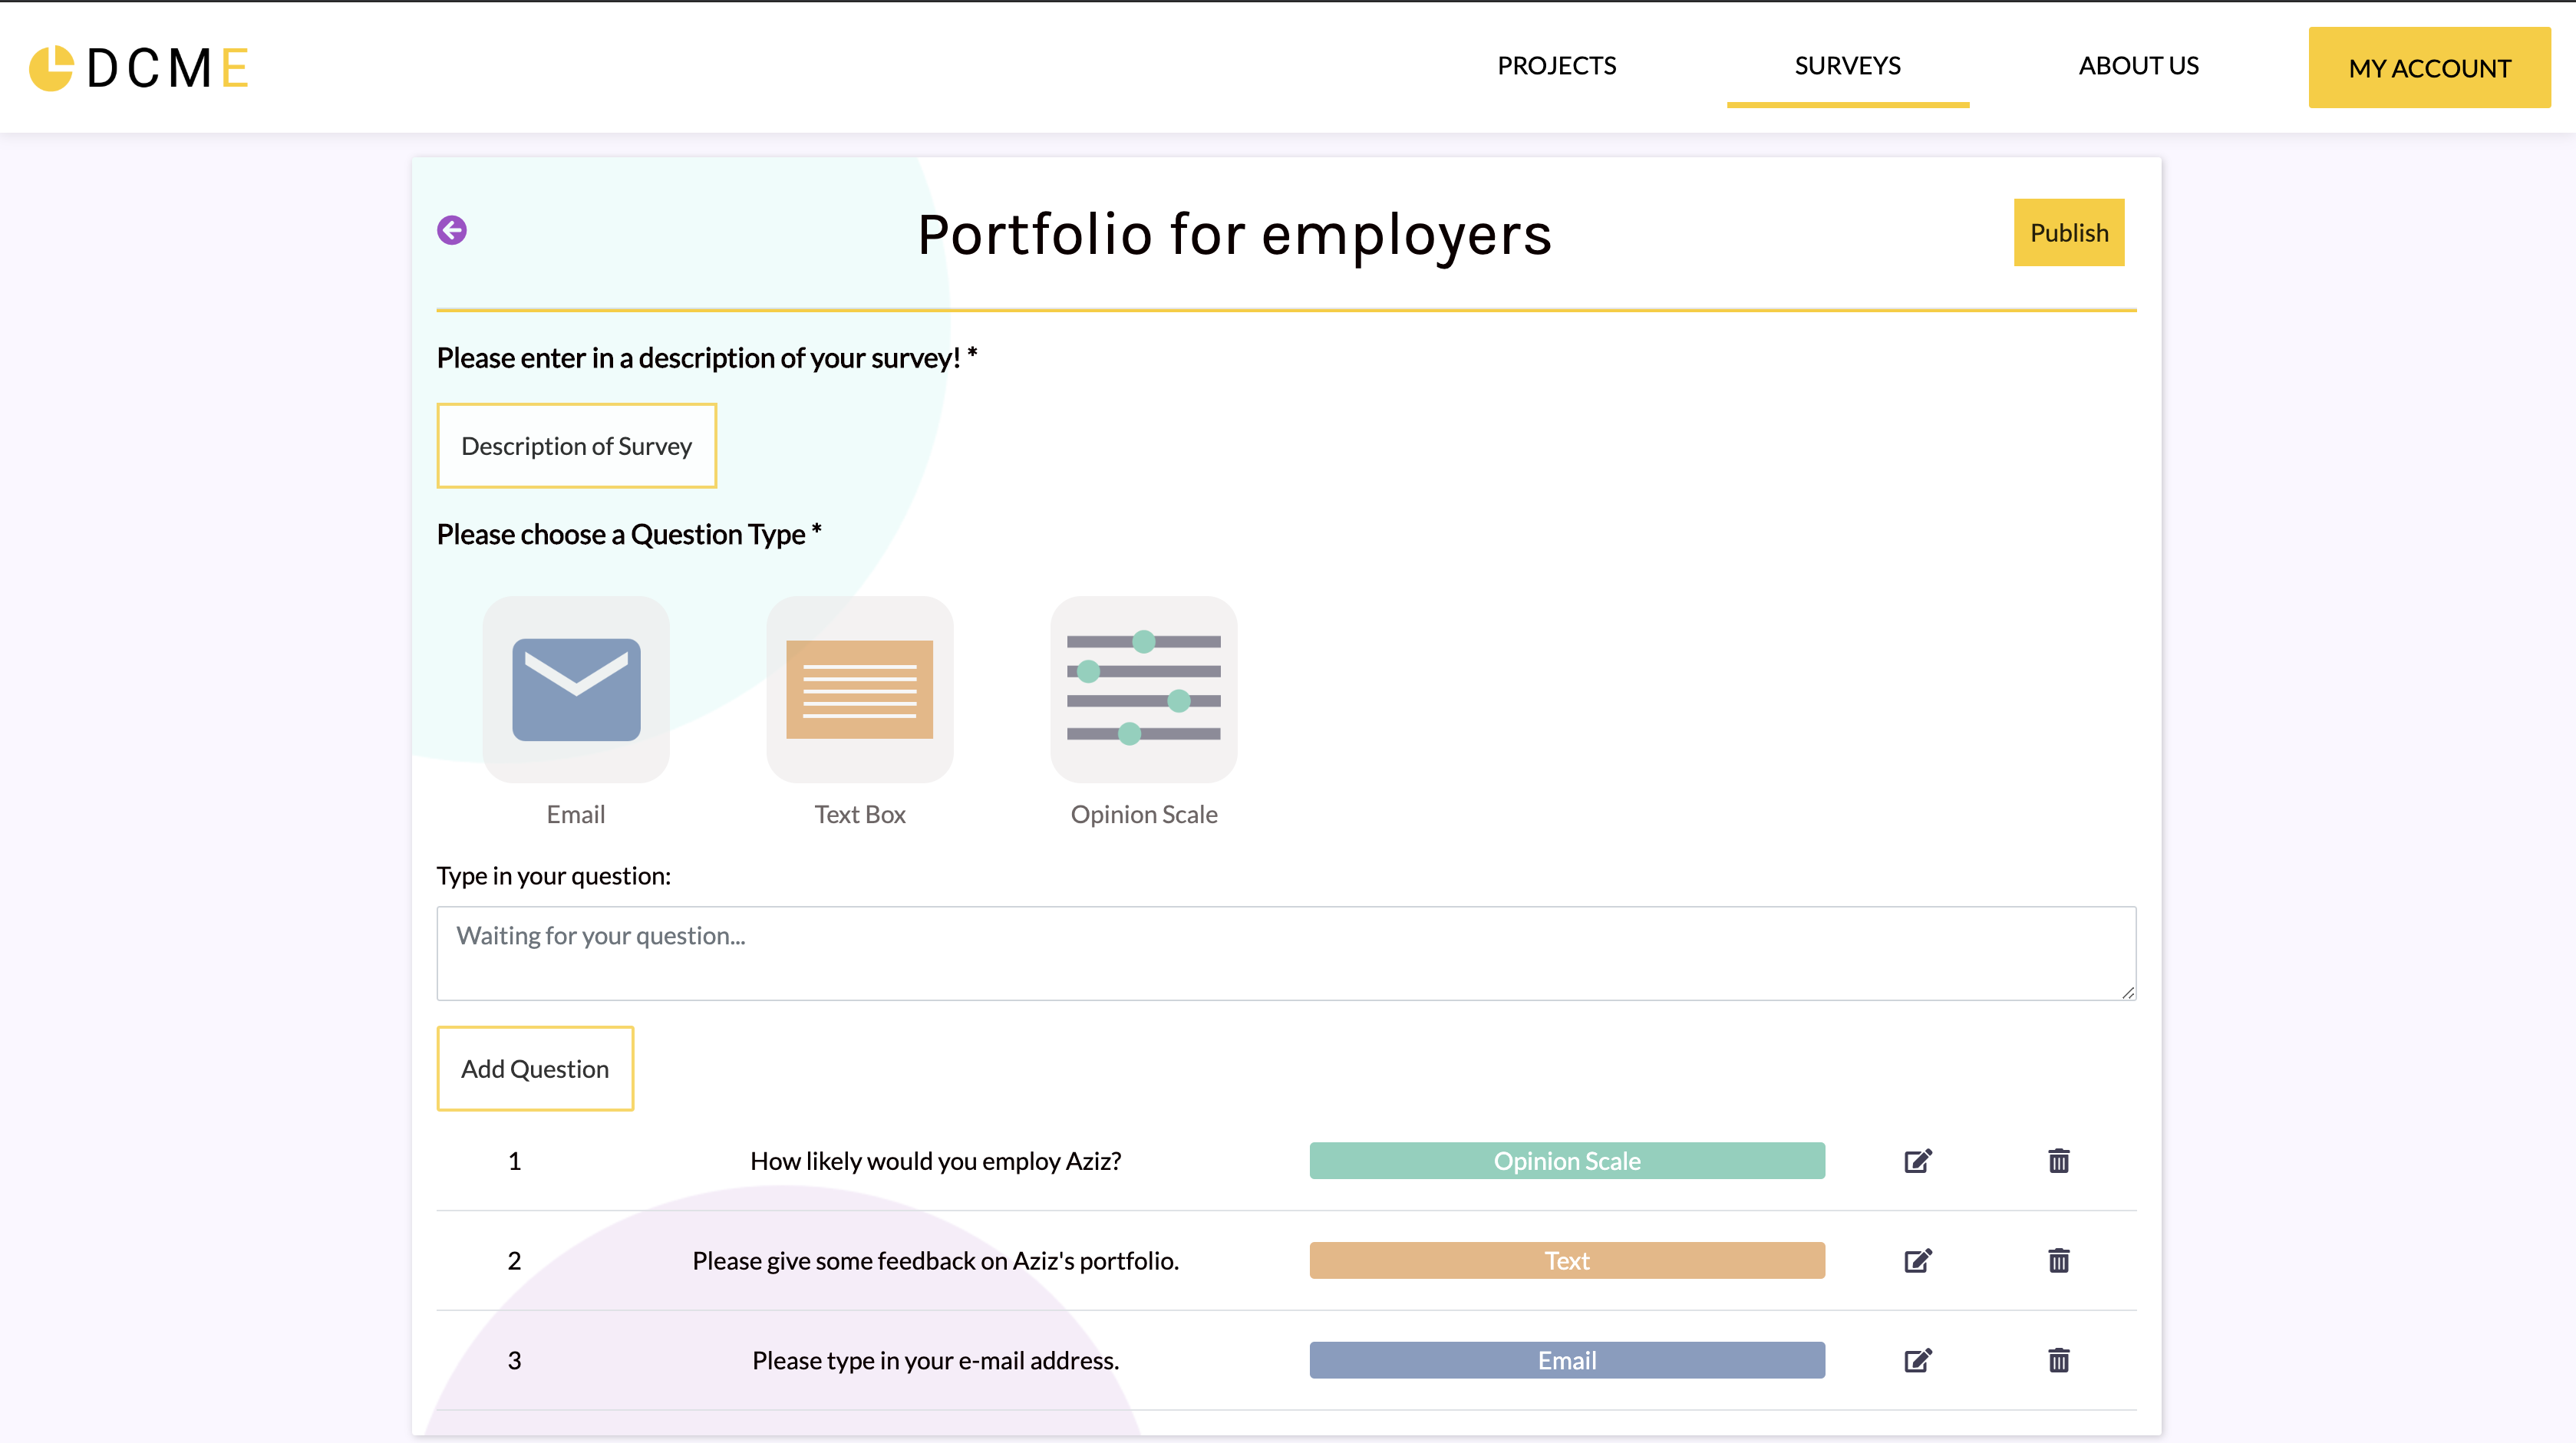 DCME
PROJECTS
SURVEYS
ABOUT US
MY ACCOUNT
Portfolio for employers
Publish
Please enter in a description of your survey! *
Description of Survey
Please choose a Question Type *
Email
Text Box
Opinion Scale
Type in your question:
Waiting for your question...
Add Question
1 How likely would you employ Aziz? Opinion Scale
2 Please give some feedback on Aziz's portfolio. Text
3 Please type in your e-mail address. Email